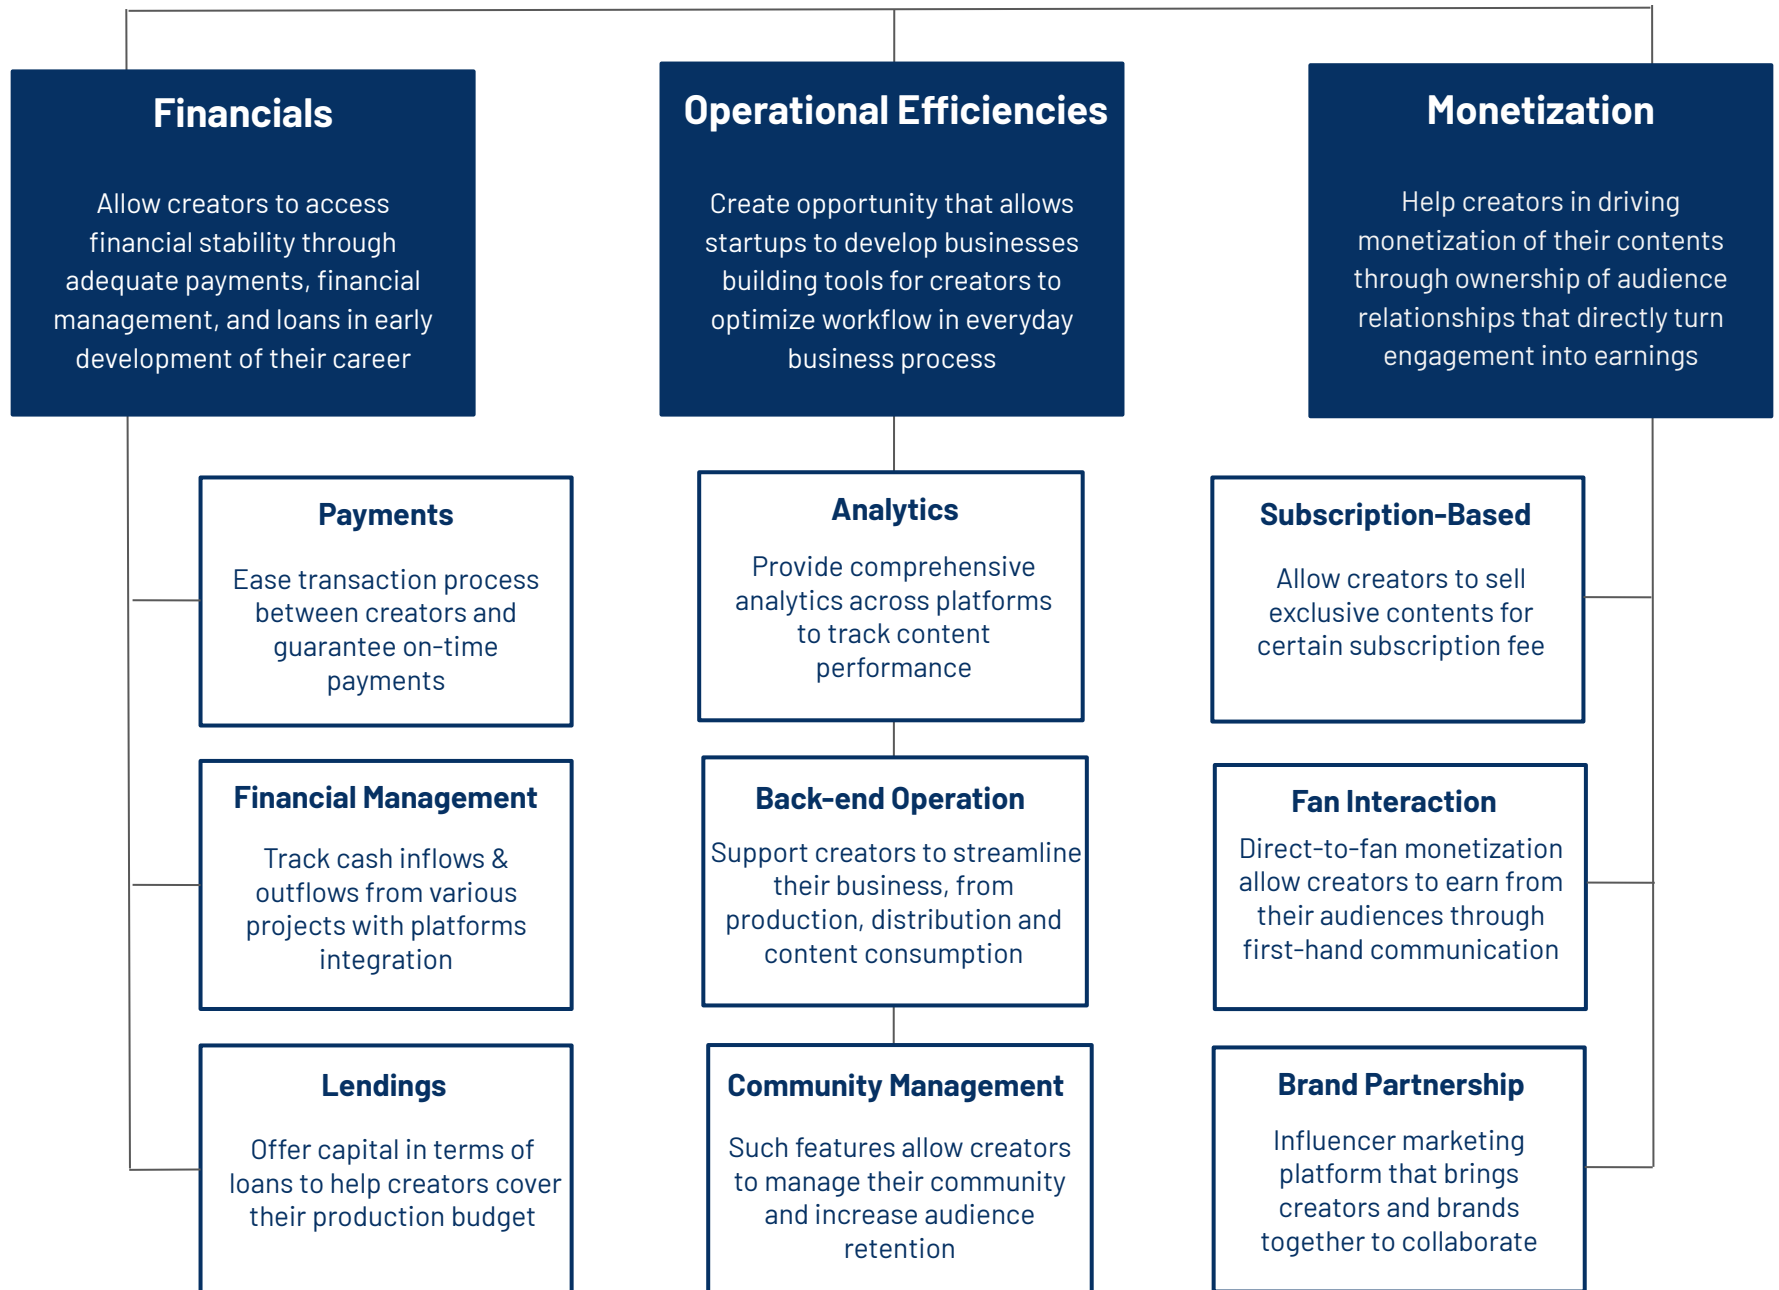 Financials
Allow creators to access
financial stability through
adequate payments, financial
management, and loans in early
development of their career
Operational Efficiencies
Create opportunity that allows
startups to develop businesses
building tools for creators to
optimize workflow in everyday
business process
Monetization
Help creators in driving
monetization of their contents
through ownership of audience
relationships that directly turn
engagement into earnings
Payments
Ease transaction process
between creators and
guarantee on-time
payments
Financial Management
Track cash inflows &
outflows from various
projects with platforms
integration
Lendings
Offer capital in terms of
loans to help creators cover
their production budget
Analytics
Provide comprehensive
analytics across platforms
to track content
performance
Back-end Operation
Support creators to streamline
their business, from
production, distribution and
content consumption
Community Management
Such features allow creators
to manage their community
and increase audience
retention
Subscription-Based
Allow creators to sell
exclusive contents for
certain subscription fee
Fan Interaction
Direct-to-fan monetization
allow creators to earn from
their audiences through
first-hand communication
Brand Partnership
Influencer marketing
platform that brings
creators and brands
together to collaborate